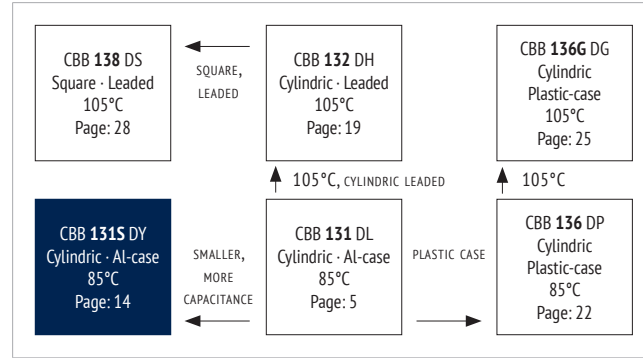 CBB 138 DS
Square · Leaded
105°C
Page: 28
SQUARE,
LEADED
CBB 132 DH
Cylindric · Leaded
105°C
Page: 19
CBB 136G DG
Cylindric
Plastic-case
105°C
Page: 25
105°C, CYLINDRIC LEADED
105°C
CBB 131S DY
Cylindric · Al-case
85°C
Page: 14
SMALLER,
MORE
CAPACITANCE
CBB 131 DL
Cylindric · Al-case
85°C
Page: 5
PLASTIC CASE
CBB 136 DP
Cylindric
Plastic-case
85°C
Page: 22